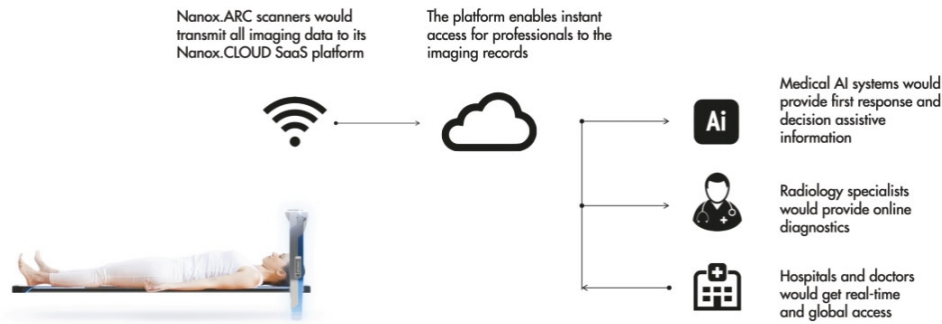 Nanox.ARC scanners would
transmit all imaging data to its
Nanox.CLOUD SaaS platform
The platform enables instant
access for professionals to the
imaging records
Ai
Medical AI systems would
provide first response and
decision assistive
information
Radiology specialists
would provide online
diagnostics
Hospitals and doctors
would get real-time
and global access